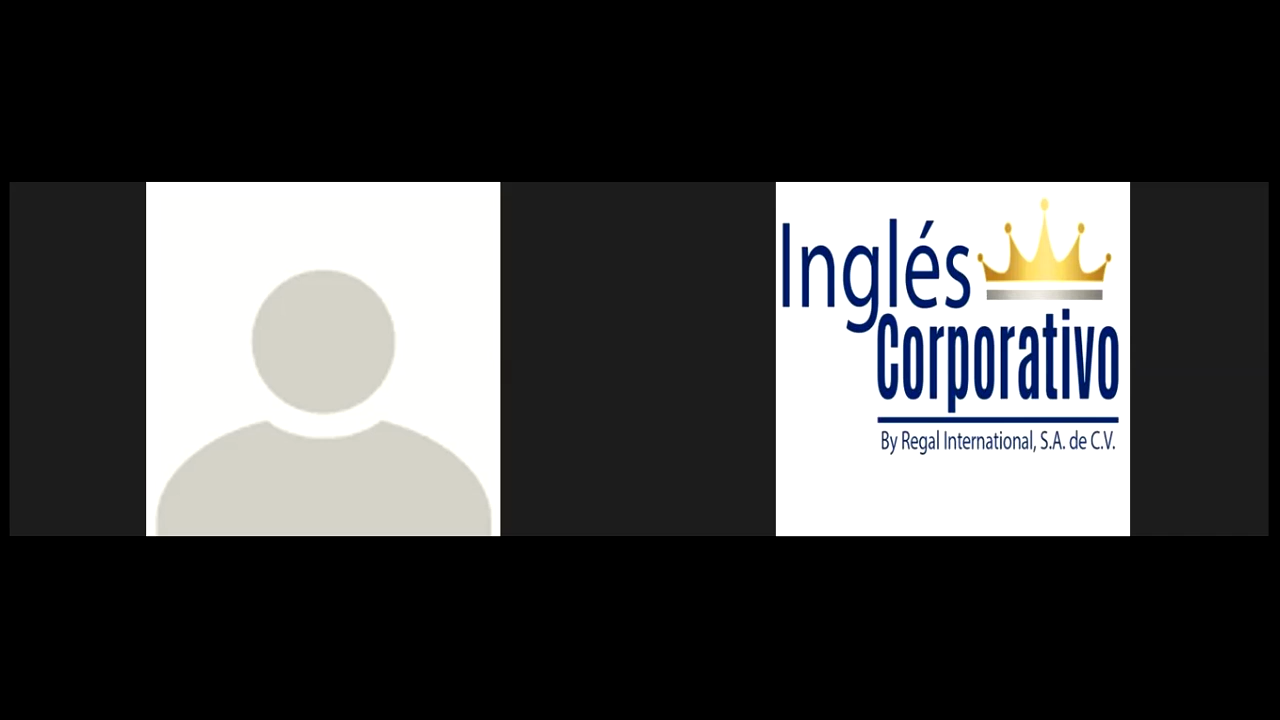 Inglés
Corporativo
By Regal International, S.A. de C.V.